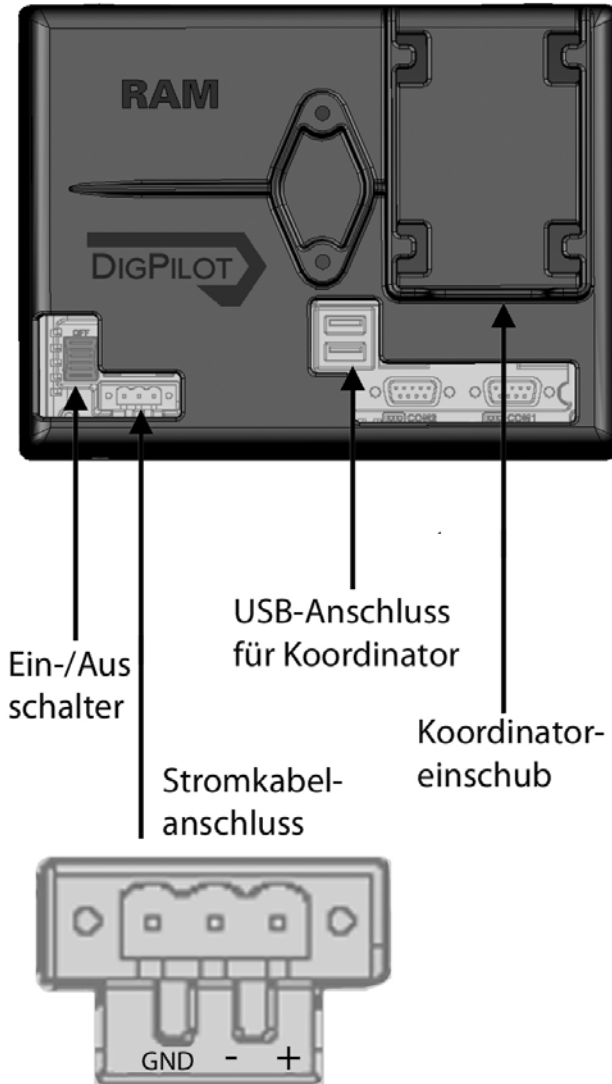 RAM
DIGPILOT
OFF
COM2
COM1
USB-Anschluss
für Koordinator
Ein-/Aus
schalter
Koordinator-
einschub
Stromkabel-
anschluss
GND - +